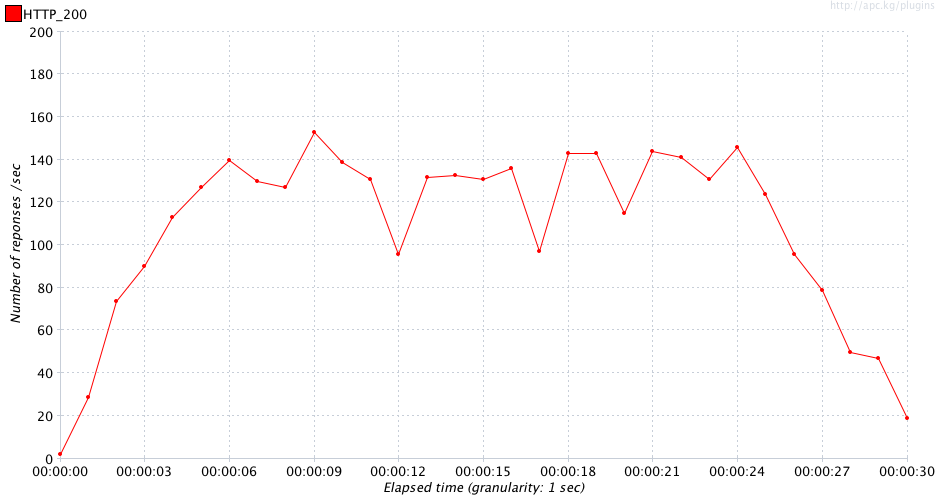 http://apc.kg/plugins
HTTP_200
200
180
160
140
120
100
80
60
40
20
0
Number of reponses /sec
00:00:00 00:00:03 00:00:06 00:00:09 00:00:12 00:00:15 00:00:18 00:00:21 00:00:24 00:00:27 00:00:30
Elapsed time (granularity: 1 sec)